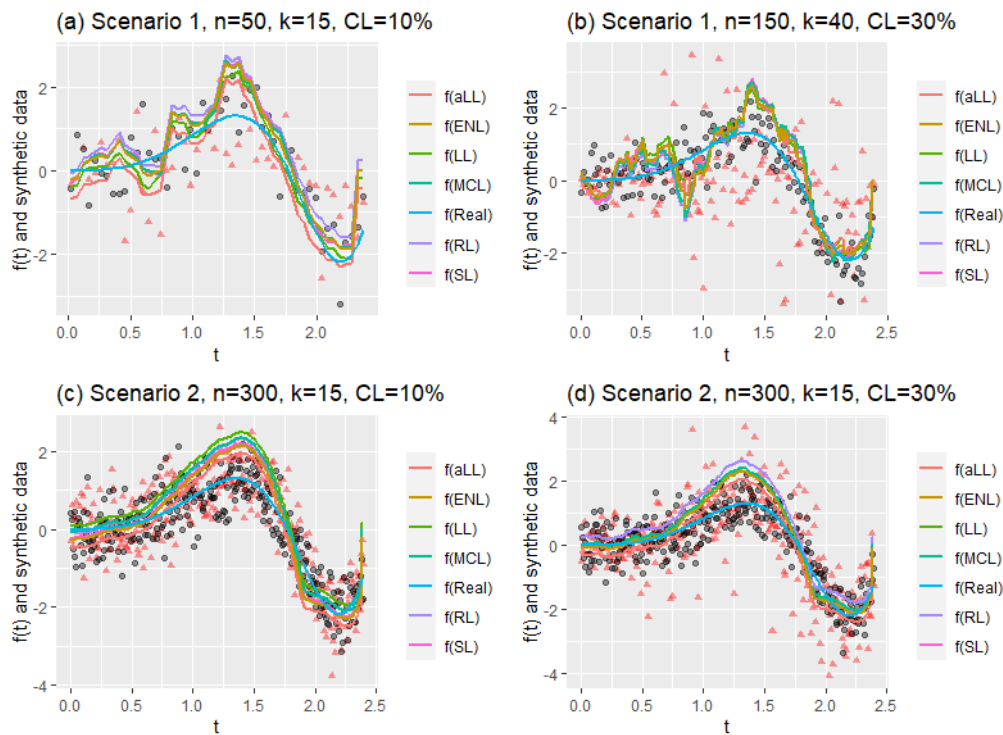 (a) Scenario 1, n=50, k=15, CL=10%
f(t) and synthetic data
2
0
-2
0.0 0.5 1.0 1.5 2.0
t
f(aLL)
f(ENL)
f(LL)
f(MCL)
f(Real)
f(RL)
f(SL)
(b) Scenario 1, n=150, k=40, CL=30%
f(t) and synthetic data
2
0
-2
0.0 0.5 1.0 1.5 2.0 2.5
t
f(aLL)
f(ENL)
f(LL)
f(MCL)
f(Real)
f(RL)
f(SL)
(c) Scenario 2, n=300, k=15, CL=10%
f(t) and synthetic data
2
0
-2
-4
0.0 0.5 1.0 1.5 2.0 2.5
t
f(aLL)
f(ENL)
f(LL)
f(MCL)
f(Real)
f(RL)
f(SL)
(d) Scenario 2, n=300, k=15, CL=30%
f(t) and synthetic data
4
2
0
-2
-4
0.0 0.5 1.0 1.5 2.0 2.5
t
f(aLL)
f(ENL)
f(LL)
f(MCL)
f(Real)
f(RL)
f(SL)